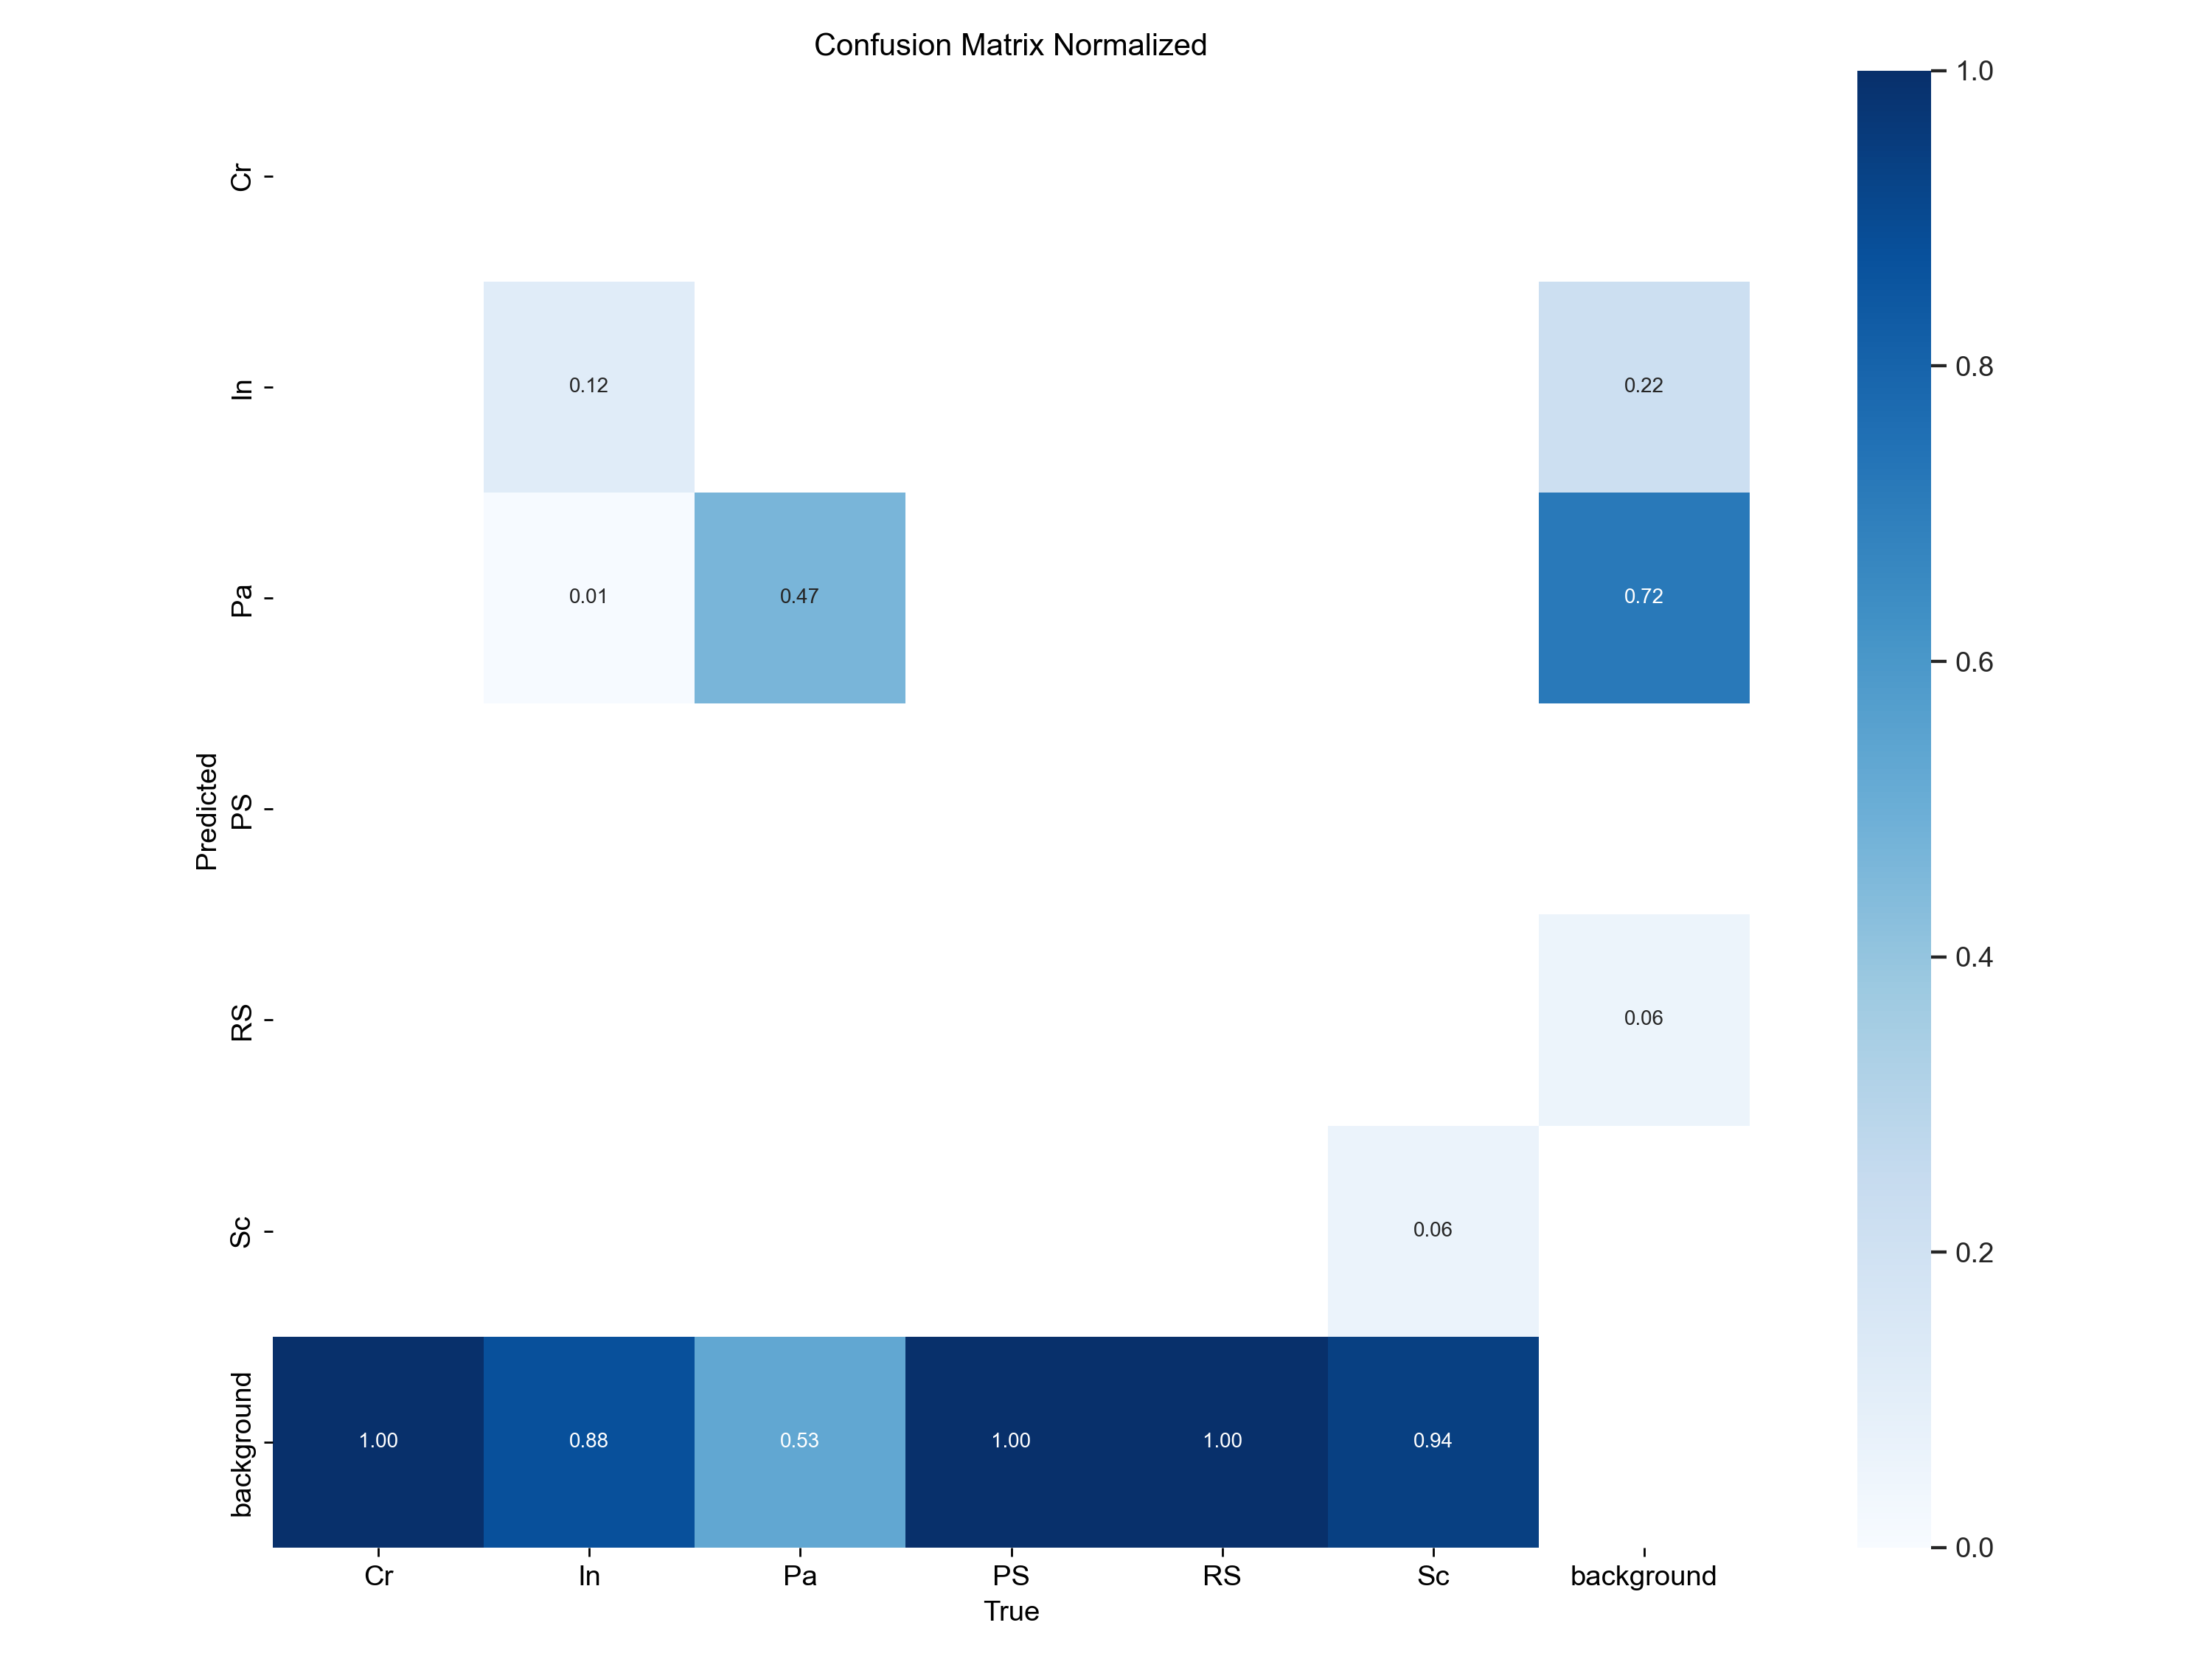 Confusion Matrix Normalized
1.0
Cr
In
0.12
0.22
0.8
Pa
0.01
0.47
0.72
0.6
Predicted
PS
RS
0.06
0.4
Sc
0.06
0.2
background
1.00
0.88
0.53
1.00
1.00
0.94
0.0
Cr
In
Pa
PS
RS
Sc
background
True